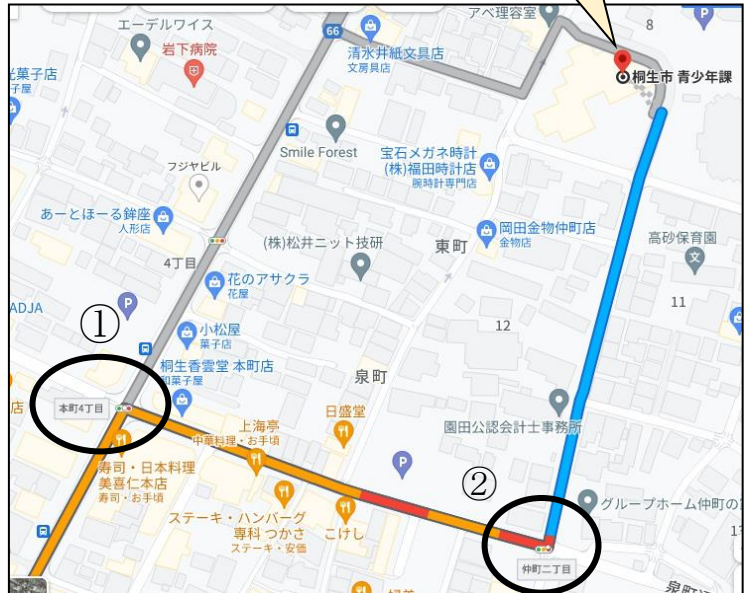 アベ理容室
8
P
エーデルワイス
岩下病院
66
清水井紙文具店
文房具店
桐生市 青少年課
菓子店
子屋
Smile Forest
宝石メガネ時計
(株)福田時計店
腕時計専門店
フジヤビル
あーとほーる鉾座
人形店
岡田金物仲町店
金物店
(株)松井ニット技研
東町
高砂保育園
文
4丁目
花のアサクラ
花屋
ADJA
P
11
①
小松屋
菓子店
12
桐生香雲堂 本町店
和菓子屋
泉町
店
本町4丁目
上海亭
中華料理・お手頃
日盛堂
園田公認会計士事務所
寿司・日本料理
美喜仁本店
寿司・お手頃
P
②
ステーキ・ハンバーグ
専科 つかさ
ステーキ・安価
こけし
グループホーム仲町の
仲町二丁目